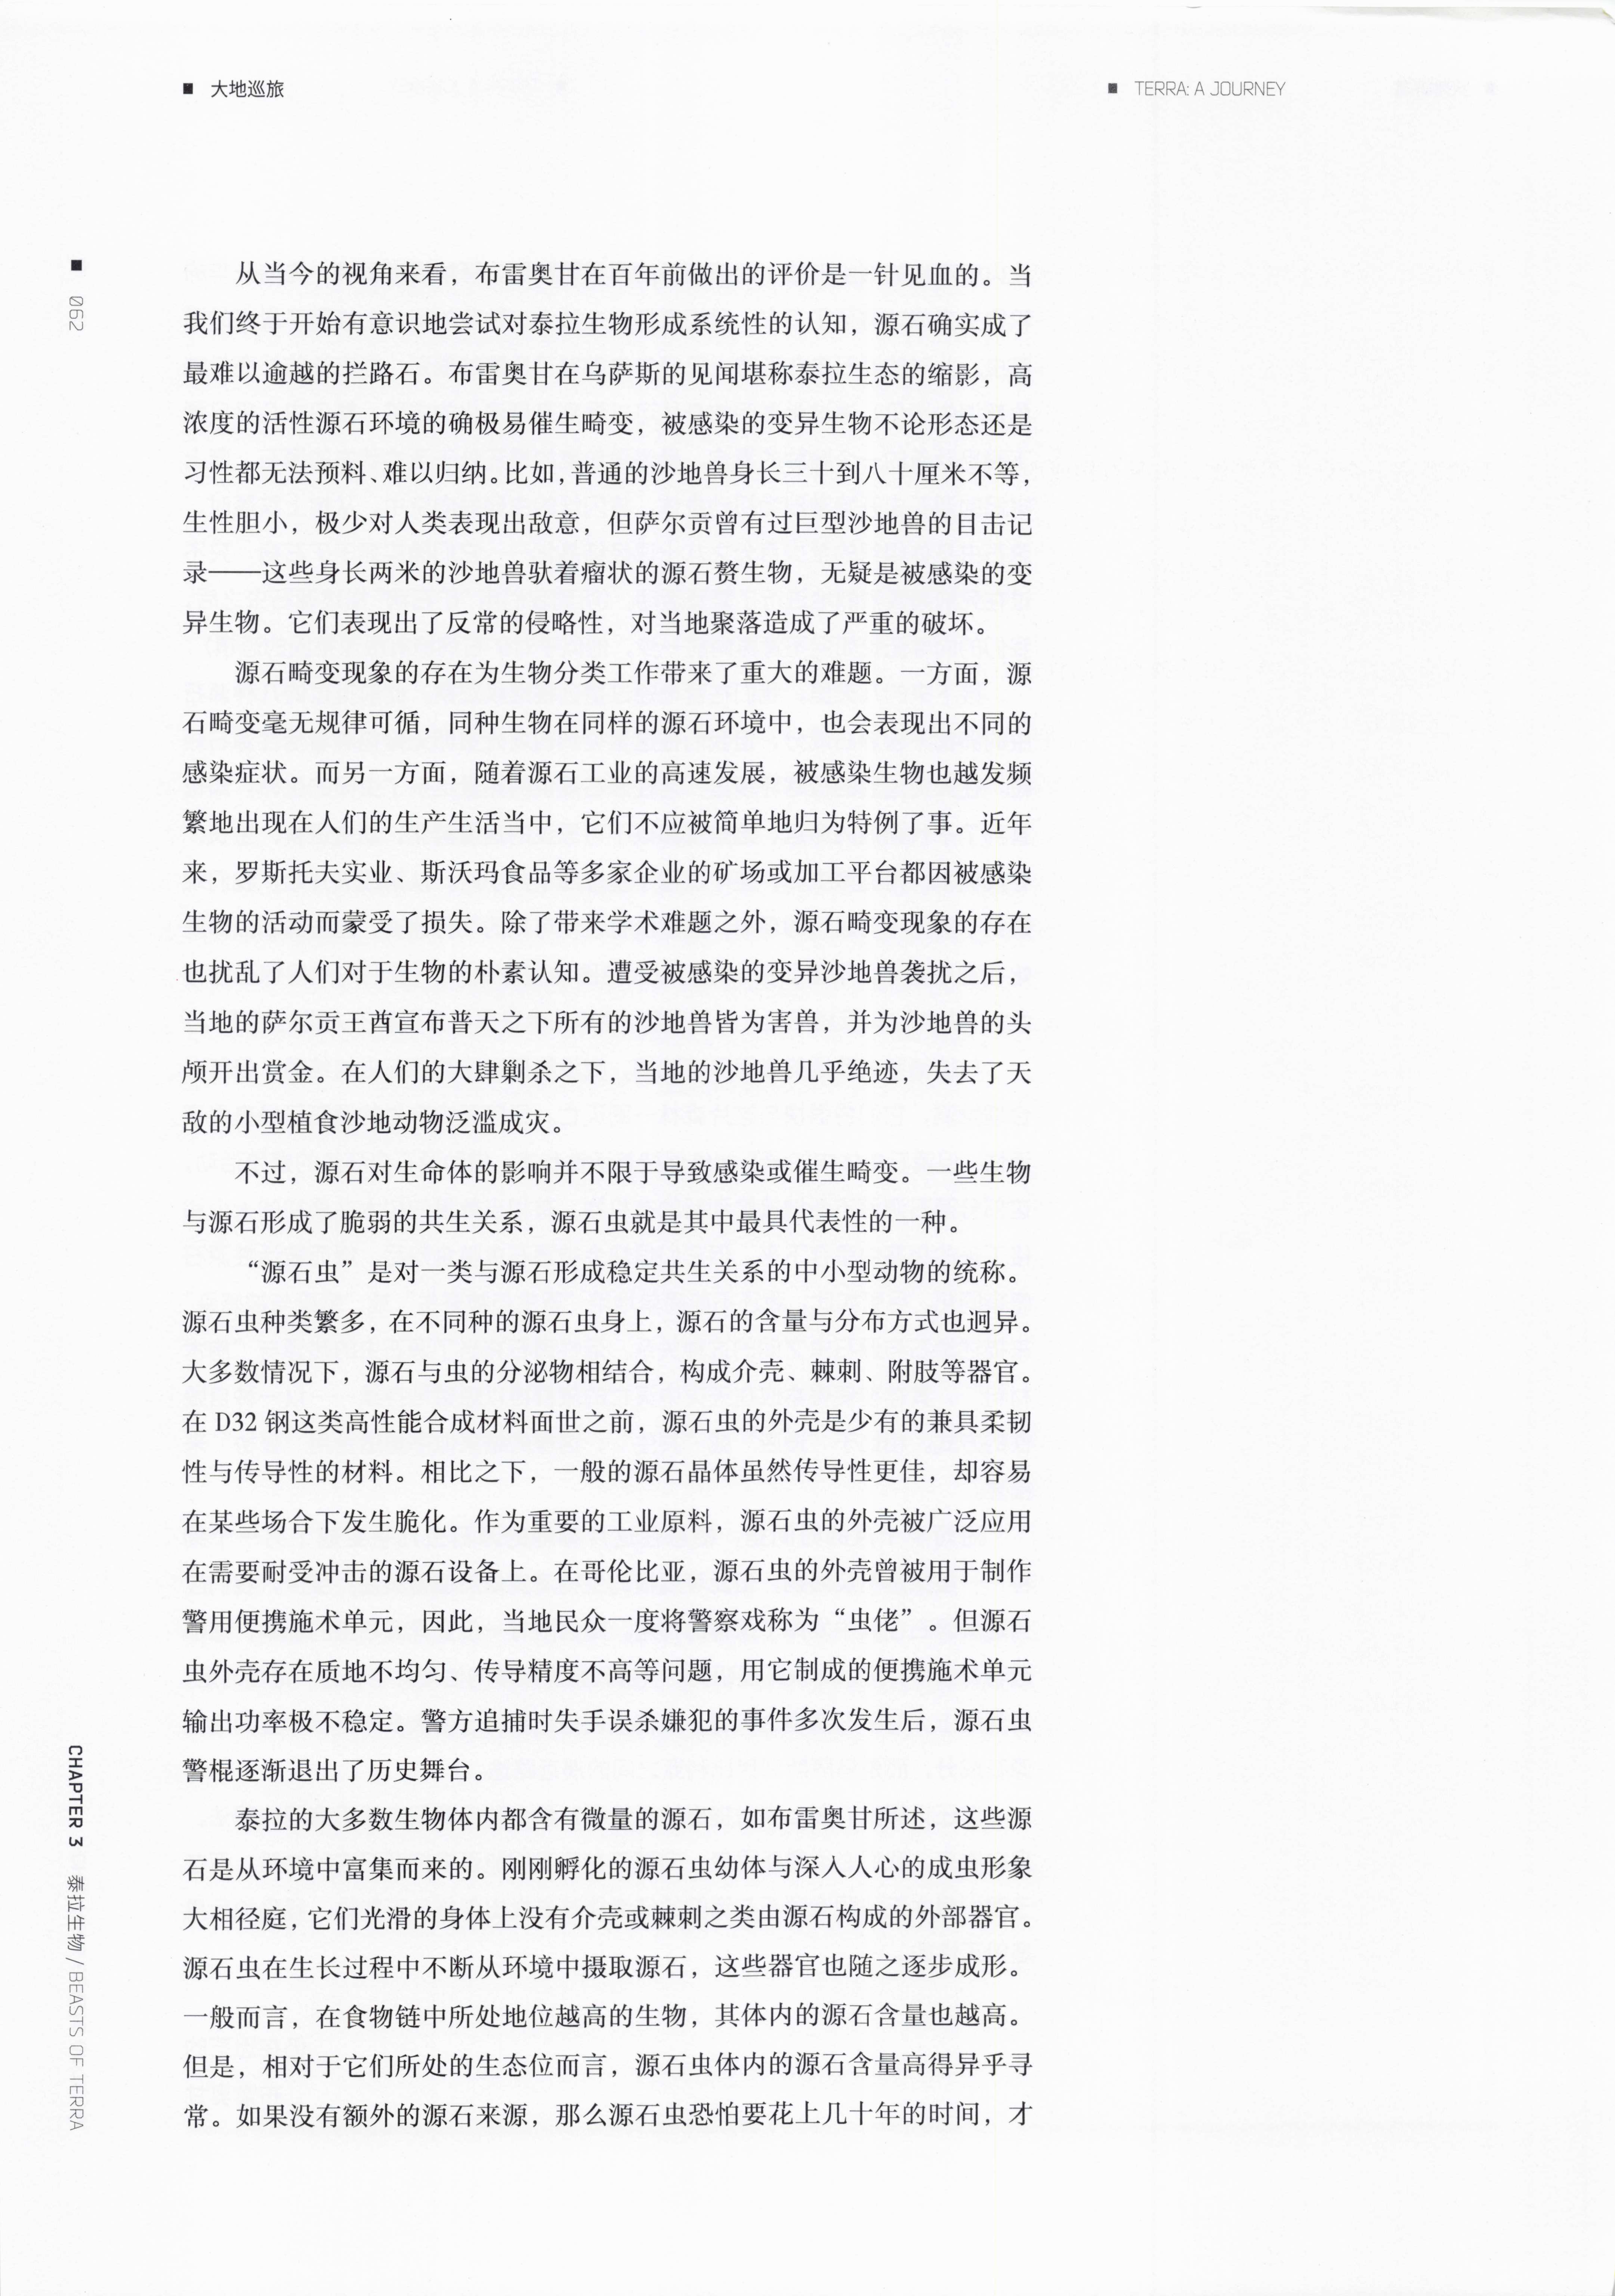 ■ 大地巡旅
■ TERRA: A JOURNEY
■ 062
从当今的视角来看，布雷奥甘在百年前做出的评价是一针见血的。当
我们终于开始有意识地尝试对泰拉生物形成系统性的认知，源石确实成了
最难以逾越的拦路石。布雷奥甘在乌萨斯的见闻堪称泰拉生态的缩影，高
浓度的活性源石环境的确极易催生畸变，被感染的变异生物不论形态还是
习性都无法预料、难以归纳。比如，普通的沙地兽身长三十到八十厘米不等，
生性胆小，极少对人类表现出敌意，但萨尔贡曾有过巨型沙地兽的目击记
录——这些身长两米的沙地兽驮着瘤状的源石赘生物，无疑是被感染的变
异生物。它们表现出了反常的侵略性，对当地聚落造成了严重的破坏。
源石畸变现象的存在为生物分类工作带来了重大的难题。一方面，源
石畸变毫无规律可循，同种生物在同样的源石环境中，也会表现出不同的
感染症状。而另一方面，随着源石工业的高速发展，被感染生物也越发频
繁地出现在人们的生产生活当中，它们不应被简单地归为特例了事。近年
来，罗斯托夫实业、斯沃玛食品等多家企业的矿场或加工平台都因被感染
生物的活动而蒙受了损失。除了带来学术难题之外，源石畸变现象的存在
也扰乱了人们对于生物的朴素认知。遭受被感染的变异沙地兽袭扰之后，
当地的萨尔贡王酋宣布普天之下所有的沙地兽皆为害兽，并为沙地兽的头
颅开出赏金。在人们的大肆剿杀之下，当地的沙地兽几乎绝迹，失去了天
敌的小型植食沙地动物泛滥成灾。
不过，源石对生命体的影响并不限于导致感染或催生畸变。一些生物
与源石形成了脆弱的共生关系，源石虫就是其中最具代表性的一种。
“源石虫”是对一类与源石形成稳定共生关系的中小型动物的统称。
源石虫种类繁多，在不同种的源石虫身上，源石的含量与分布方式也迥异。
大多数情况下，源石与虫的分泌物相结合，构成介壳、棘刺、附肢等器官。
在 D32 钢这类高性能合成材料面世之前，源石虫的外壳是少有的兼具柔韧
性与传导性的材料。相比之下，一般的源石晶体虽然传导性更佳，却容易
在某些场合下发生脆化。作为重要的工业原料，源石虫的外壳被广泛应用
在需要耐受冲击的源石设备上。在哥伦比亚，源石虫的外壳曾被用于制作
警用便携施术单元，因此，当地民众一度将警察戏称为“虫佬”。但源石
虫外壳存在质地不均匀、传导精度不高等问题，用它制成的便携施术单元
输出功率极不稳定。警方追捕时失手误杀嫌犯的事件多次发生后，源石虫
警棍逐渐退出了历史舞台。
泰拉的大多数生物体内都含有微量的源石，如布雷奥甘所述，这些源
石是从环境中富集而来的。刚刚孵化的源石虫幼体与深入人心的成虫形象
大相径庭，它们光滑的身体上没有介壳或棘刺之类由源石构成的外部器官。
源石虫在生长过程中不断从环境中摄取源石，这些器官也随之逐步成形。
一般而言，在食物链中所处地位越高的生物，其体内的源石含量也越高。
但是，相对于它们所处的生态位而言，源石虫体内的源石含量高得异乎寻
常。如果没有额外的源石来源，那么源石虫恐怕要花上几十年的时间，才
CHAPTER 3 泰拉生物 / BEASTS OF TERRA